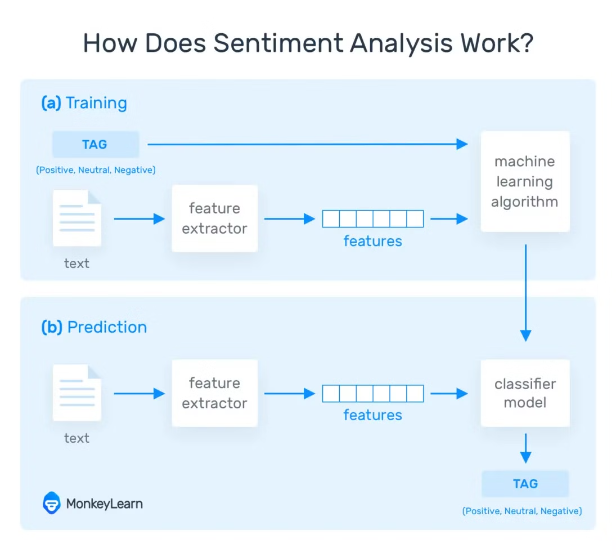 How Does Sentiment Analysis Work?
(a) Training
TAG
(Positive, Neutral, Negative)
text
feature
extractor
features
machine
learning
algorithm
(b) Prediction
text
feature
extractor
features
classifier
model
TAG
(Positive, Neutral, Negative)
MonkeyLearn